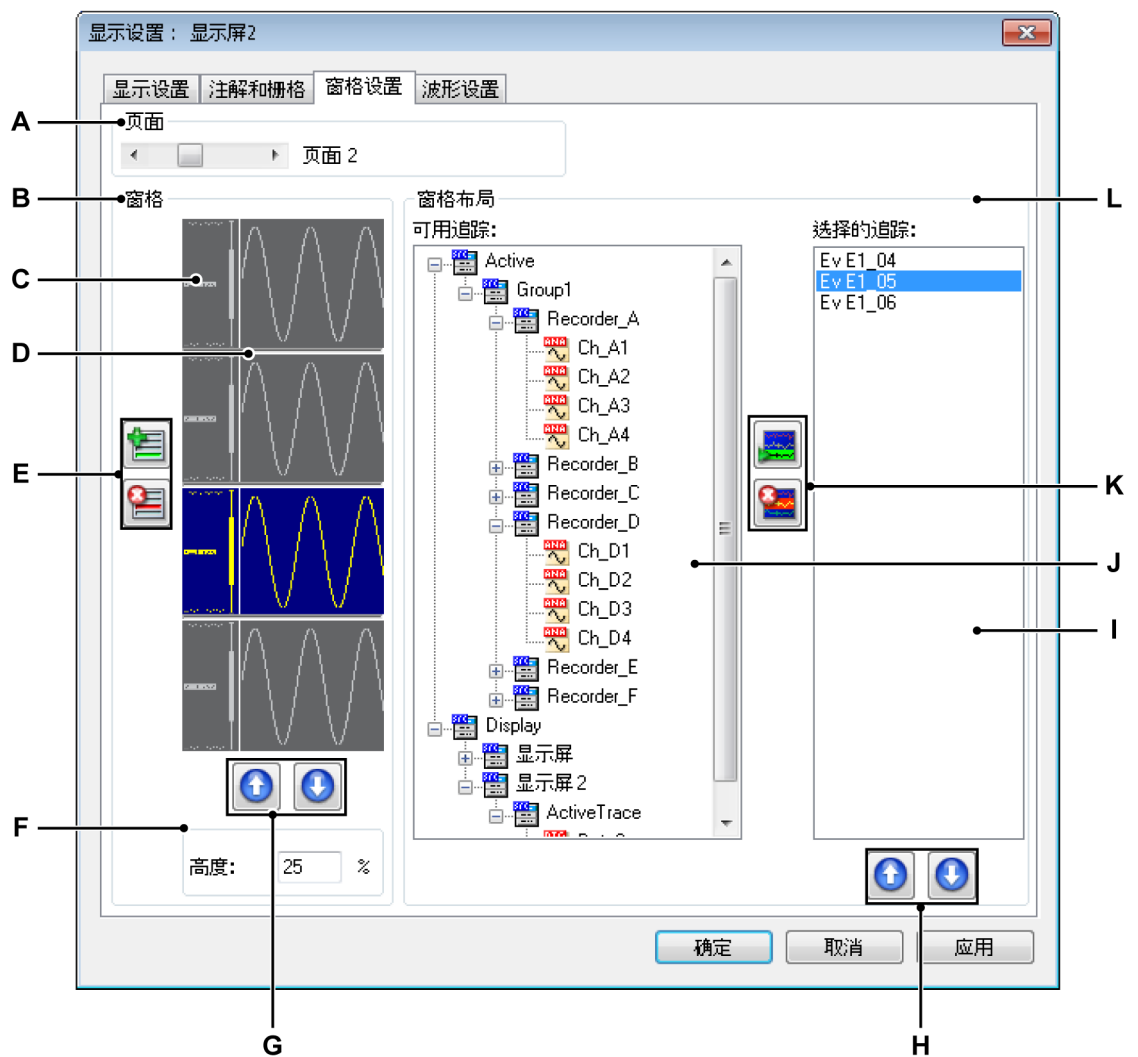 显示设置： 显示屏2
显示设置 注解和栅格 窗格设置 波形设置
A 页面
页面 2
B 窗格 窗格布局 L
可用追踪: 选择的追踪:
Active Ev E1_04
C Group1 Ev E1_05
Ev E1_06
Recorder_A
D Ch_A1
Ch_A2
Ch_A3
Ch_A4
E Recorder_B K
Recorder_C
Recorder_D
Ch_D1
J
Ch_D2
Ch_D3
I
Ch_D4
Recorder_E
Recorder_F
Display
显示屏
显示屏 2
ActiveTrace
F
高度: 25 %
确定 取消 应用
G H